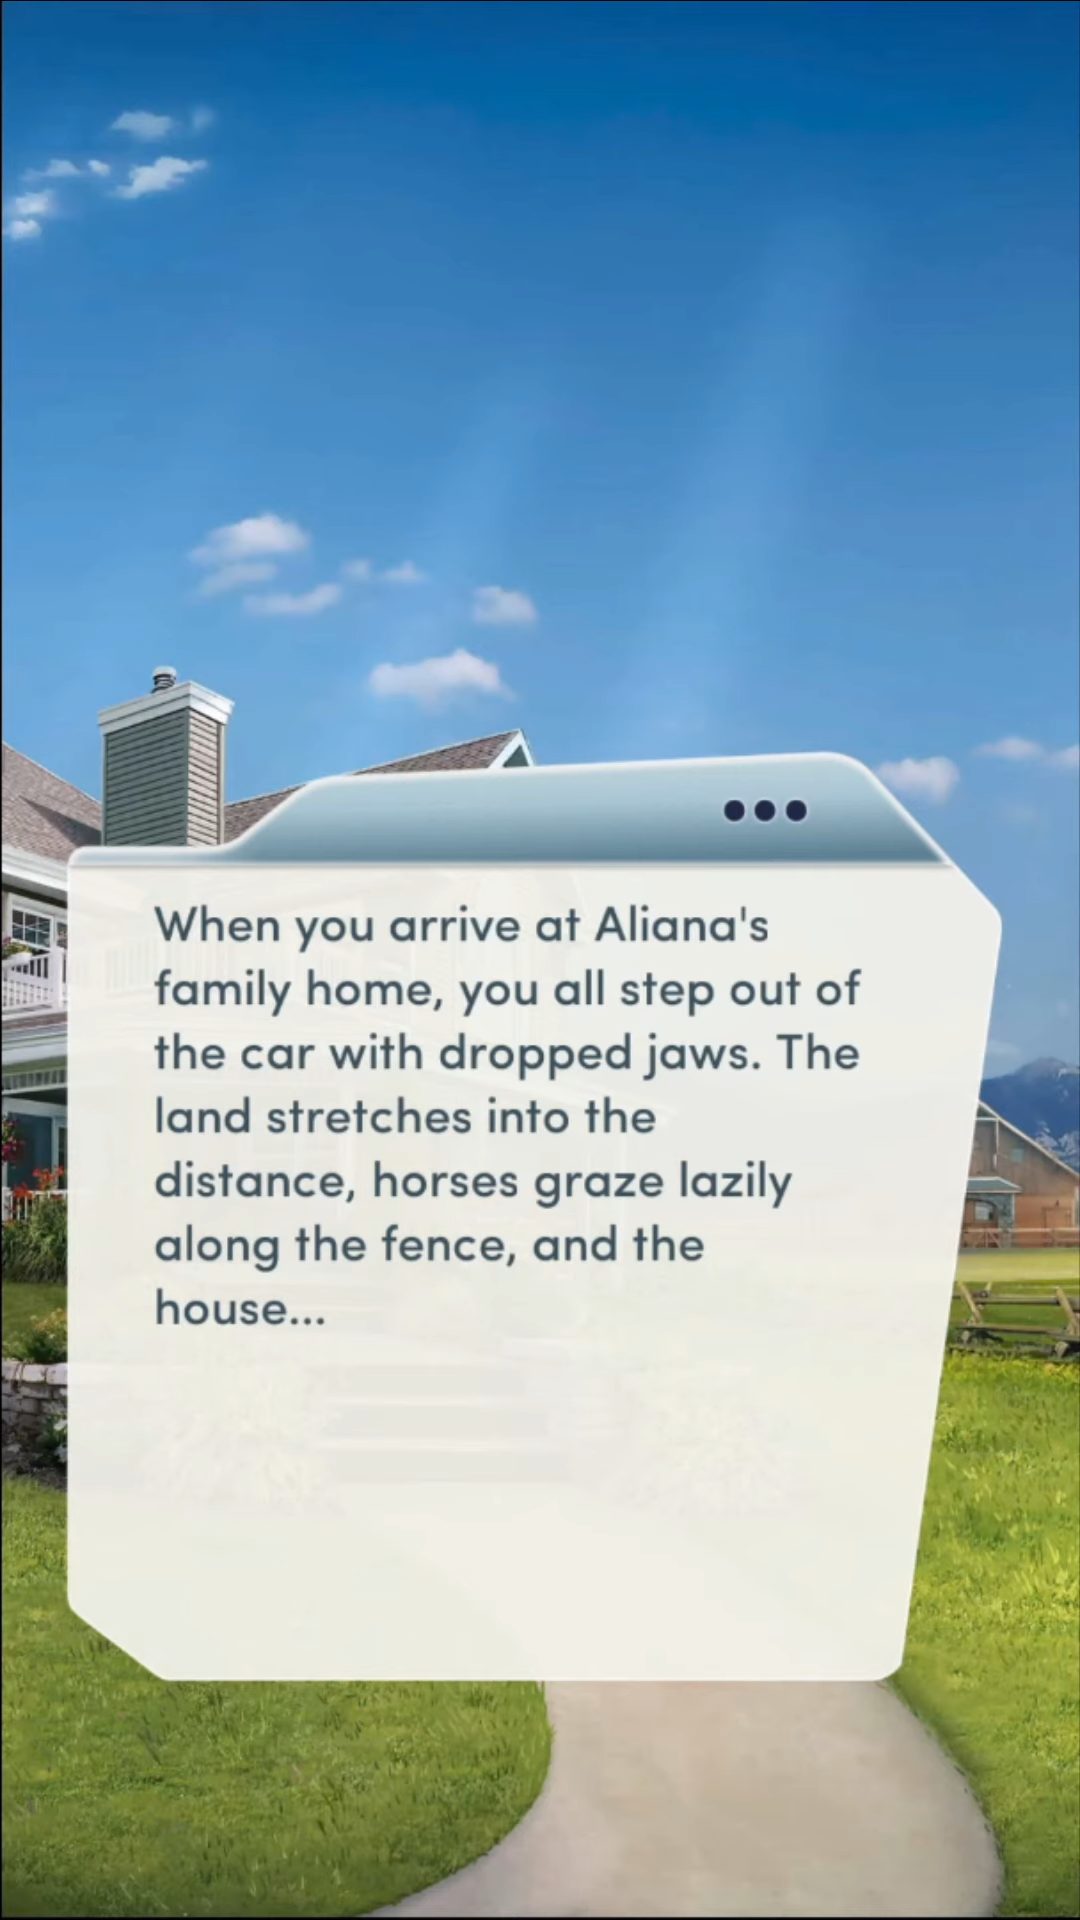 When you arrive at Aliana's
family home, you all step out of
the car with dropped jaws. The
land stretches into the
distance, horses graze lazily
along the fence, and the
house...